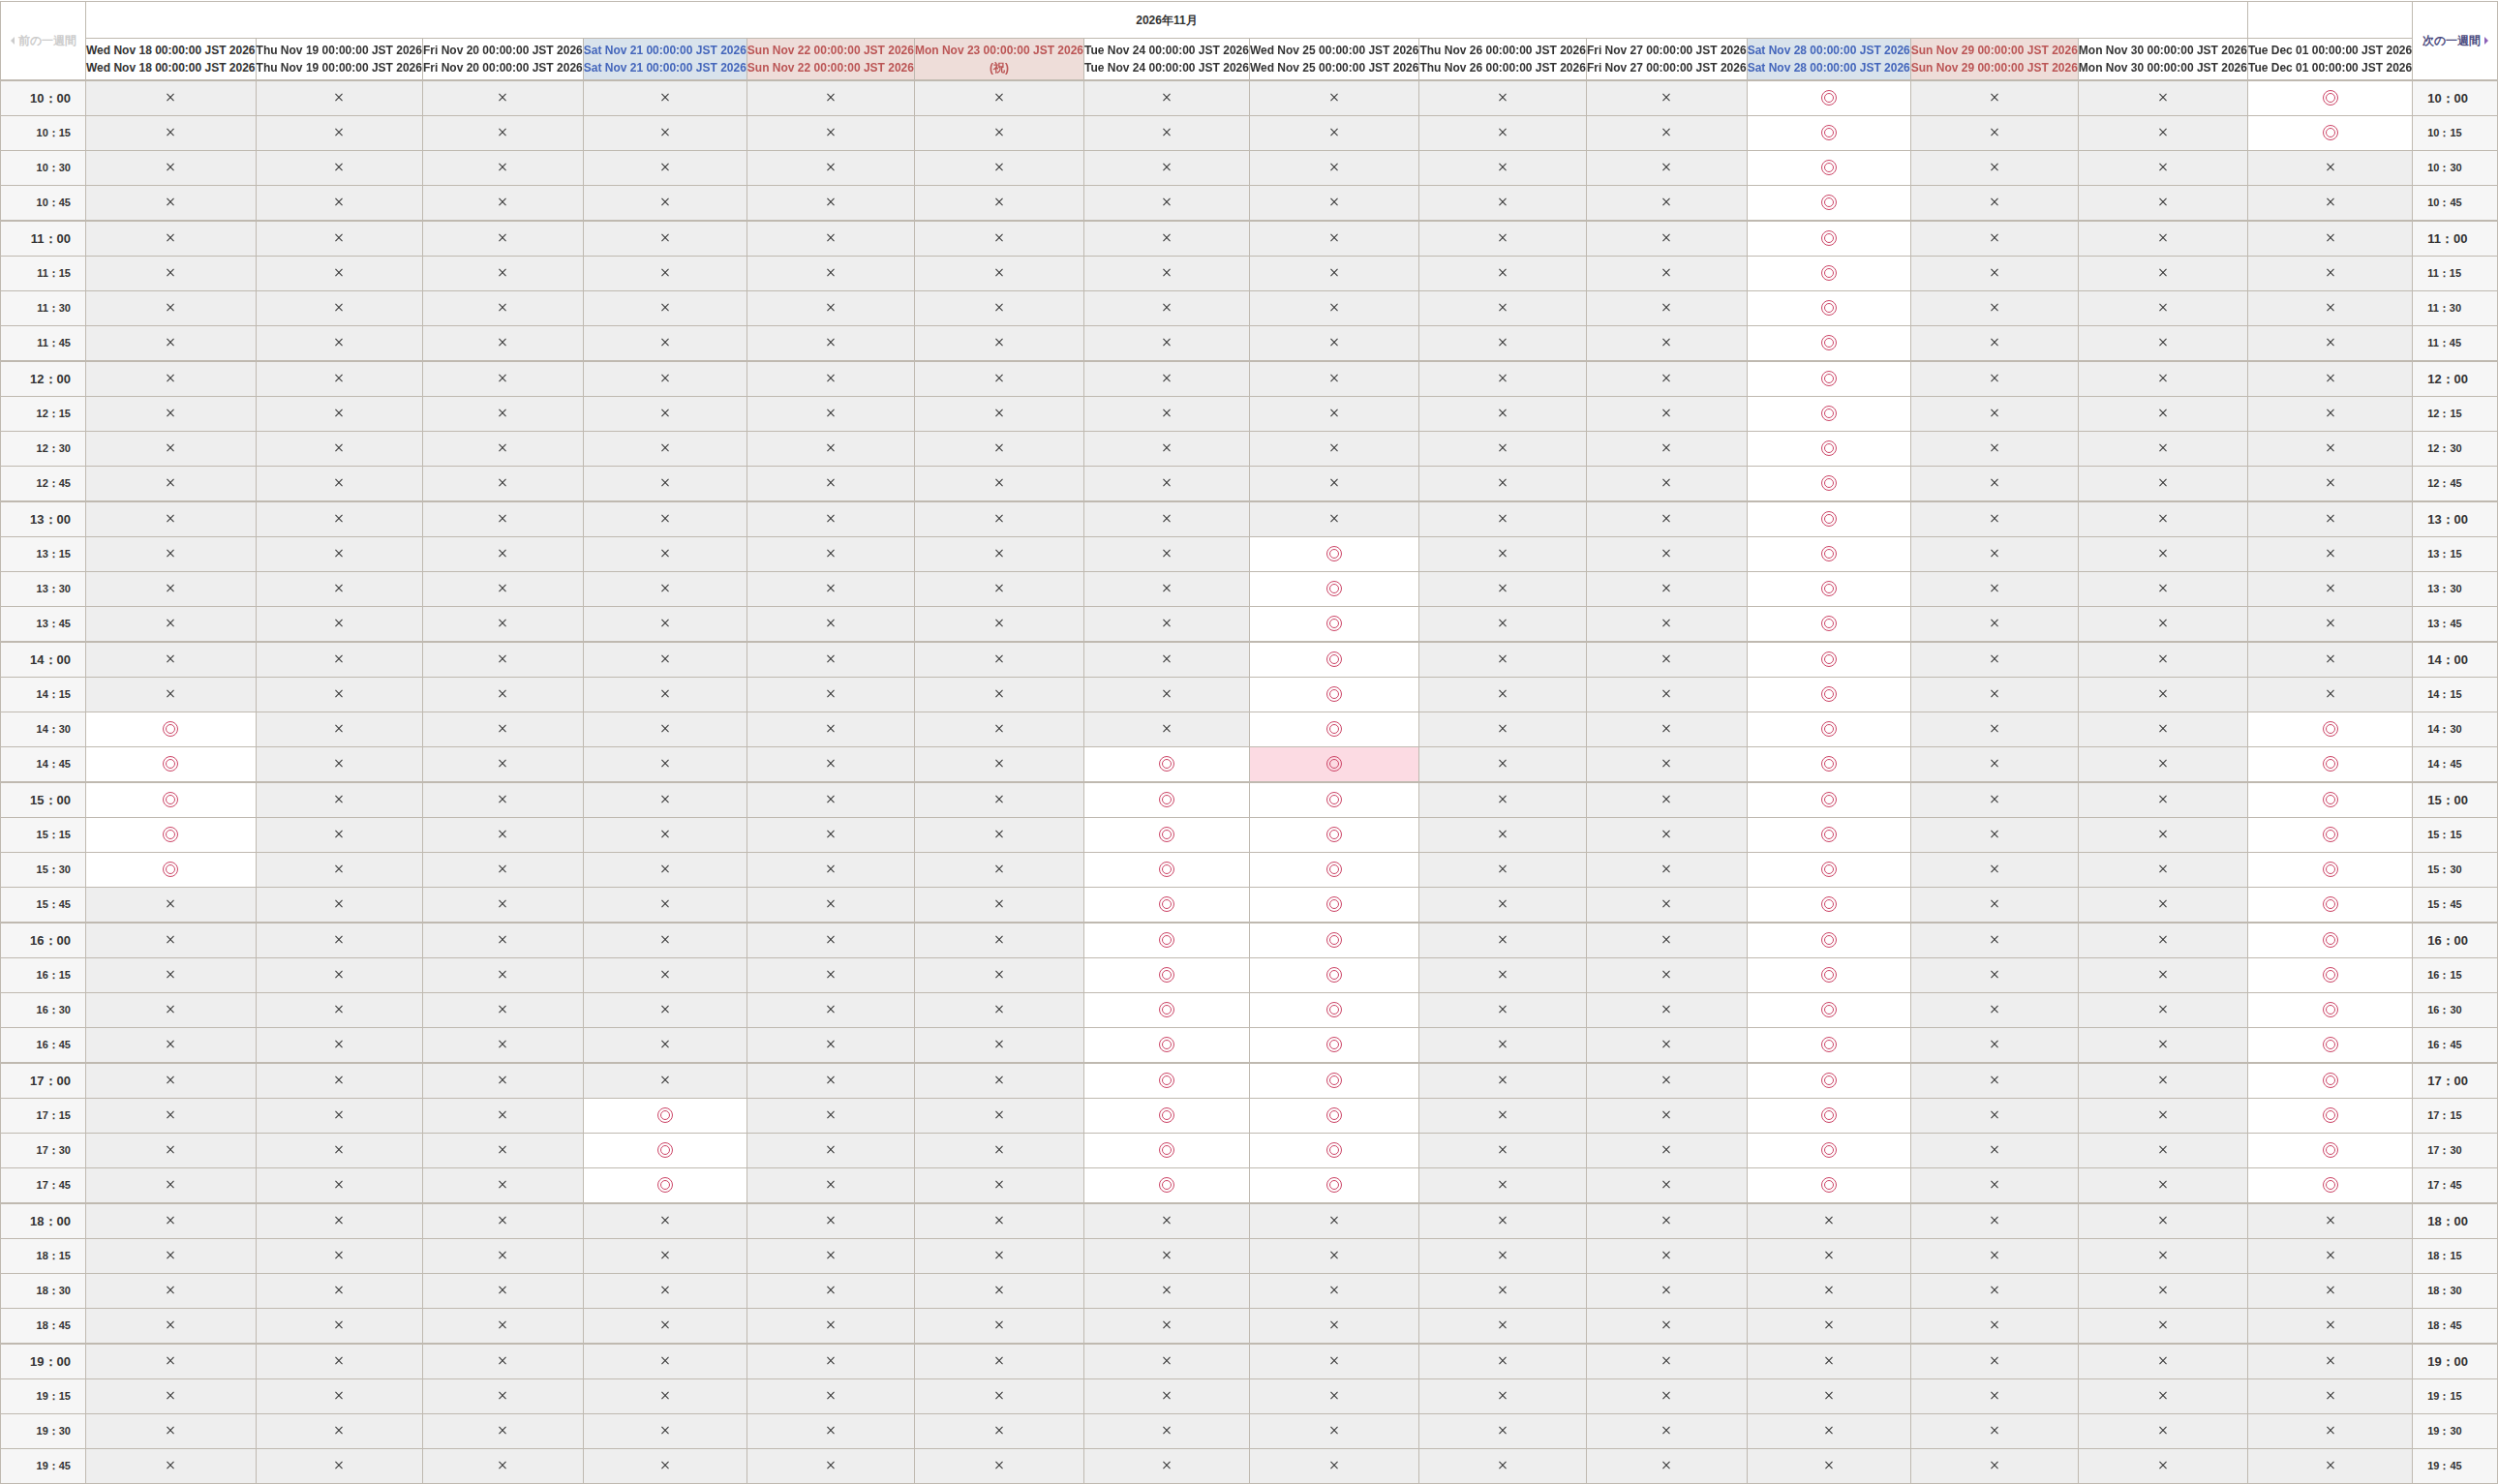 2026年11月
前の一週間
次の一週間
Wed Nov 18 00:00:00 JST 2026 Thu Nov 19 00:00:00 JST 2026 Fri Nov 20 00:00:00 JST 2026 Sat Nov 21 00:00:00 JST 2026 Sun Nov 22 00:00:00 JST 2026 Mon Nov 23 00:00:00 JST 2026 Tue Nov 24 00:00:00 JST 2026 Wed Nov 25 00:00:00 JST 2026 Thu Nov 26 00:00:00 JST 2026 Fri Nov 27 00:00:00 JST 2026 Sat Nov 28 00:00:00 JST 2026 Sun Nov 29 00:00:00 JST 2026 Mon Nov 30 00:00:00 JST 2026 Tue Dec 01 00:00:00 JST 2026
Wed Nov 18 00:00:00 JST 2026 Thu Nov 19 00:00:00 JST 2026 Fri Nov 20 00:00:00 JST 2026 Sat Nov 21 00:00:00 JST 2026 Sun Nov 22 00:00:00 JST 2026 (祝) Tue Nov 24 00:00:00 JST 2026 Wed Nov 25 00:00:00 JST 2026 Thu Nov 26 00:00:00 JST 2026 Fri Nov 27 00:00:00 JST 2026 Sat Nov 28 00:00:00 JST 2026 Sun Nov 29 00:00:00 JST 2026 Mon Nov 30 00:00:00 JST 2026 Tue Dec 01 00:00:00 JST 2026
10：00 × × × × × × × × × × ◎ × × ◎ 10：00
10：15 × × × × × × × × × × ◎ × × ◎ 10：15
10：30 × × × × × × × × × × ◎ × × × 10：30
10：45 × × × × × × × × × × ◎ × × × 10：45
11：00 × × × × × × × × × × ◎ × × × 11：00
11：15 × × × × × × × × × × ◎ × × × 11：15
11：30 × × × × × × × × × × ◎ × × × 11：30
11：45 × × × × × × × × × × ◎ × × × 11：45
12：00 × × × × × × × × × × ◎ × × × 12：00
12：15 × × × × × × × × × × ◎ × × × 12：15
12：30 × × × × × × × × × × ◎ × × × 12：30
12：45 × × × × × × × × × × ◎ × × × 12：45
13：00 × × × × × × × × × × ◎ × × × 13：00
13：15 × × × × × × × ◎ × × ◎ × × × 13：15
13：30 × × × × × × × ◎ × × ◎ × × × 13：30
13：45 × × × × × × × ◎ × × ◎ × × × 13：45
14：00 × × × × × × × ◎ × × ◎ × × × 14：00
14：15 × × × × × × × ◎ × × ◎ × × × 14：15
14：30 ◎ × × × × × × ◎ × × ◎ × × ◎ 14：30
14：45 ◎ × × × × × ◎ ◎ × × ◎ × × ◎ 14：45
15：00 ◎ × × × × × ◎ ◎ × × ◎ × × ◎ 15：00
15：15 ◎ × × × × × ◎ ◎ × × ◎ × × ◎ 15：15
15：30 ◎ × × × × × ◎ ◎ × × ◎ × × ◎ 15：30
15：45 × × × × × × ◎ ◎ × × ◎ × × ◎ 15：45
16：00 × × × × × × ◎ ◎ × × ◎ × × ◎ 16：00
16：15 × × × × × × ◎ ◎ × × ◎ × × ◎ 16：15
16：30 × × × × × × ◎ ◎ × × ◎ × × ◎ 16：30
16：45 × × × × × × ◎ ◎ × × ◎ × × ◎ 16：45
17：00 × × × × × × ◎ ◎ × × ◎ × × ◎ 17：00
17：15 × × × ◎ × × ◎ ◎ × × ◎ × × ◎ 17：15
17：30 × × × ◎ × × ◎ ◎ × × ◎ × × ◎ 17：30
17：45 × × × ◎ × × ◎ ◎ × × ◎ × × ◎ 17：45
18：00 × × × × × × × × × × × × × × 18：00
18：15 × × × × × × × × × × × × × × 18：15
18：30 × × × × × × × × × × × × × × 18：30
18：45 × × × × × × × × × × × × × × 18：45
19：00 × × × × × × × × × × × × × × 19：00
19：15 × × × × × × × × × × × × × × 19：15
19：30 × × × × × × × × × × × × × × 19：30
19：45 × × × × × × × × × × × × × × 19：45